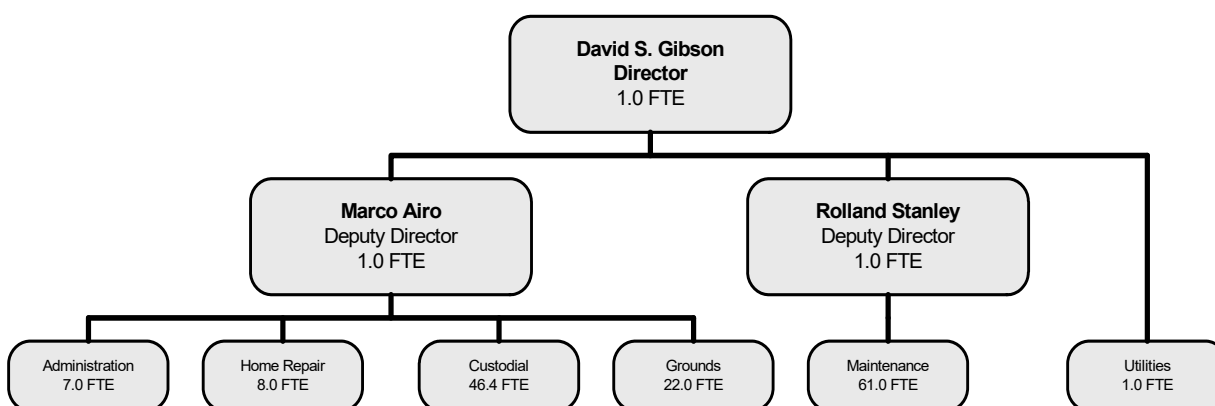 David S. Gibson
Director
1.0 FTE
Marco Airo
Deputy Director
1.0 FTE
Rolland Stanley
Deputy Director
1.0 FTE
Administration
7.0 FTE
Home Repair
8.0 FTE
Custodial
46.4 FTE
Grounds
22.0 FTE
Maintenance
61.0 FTE
Utilities
1.0 FTE